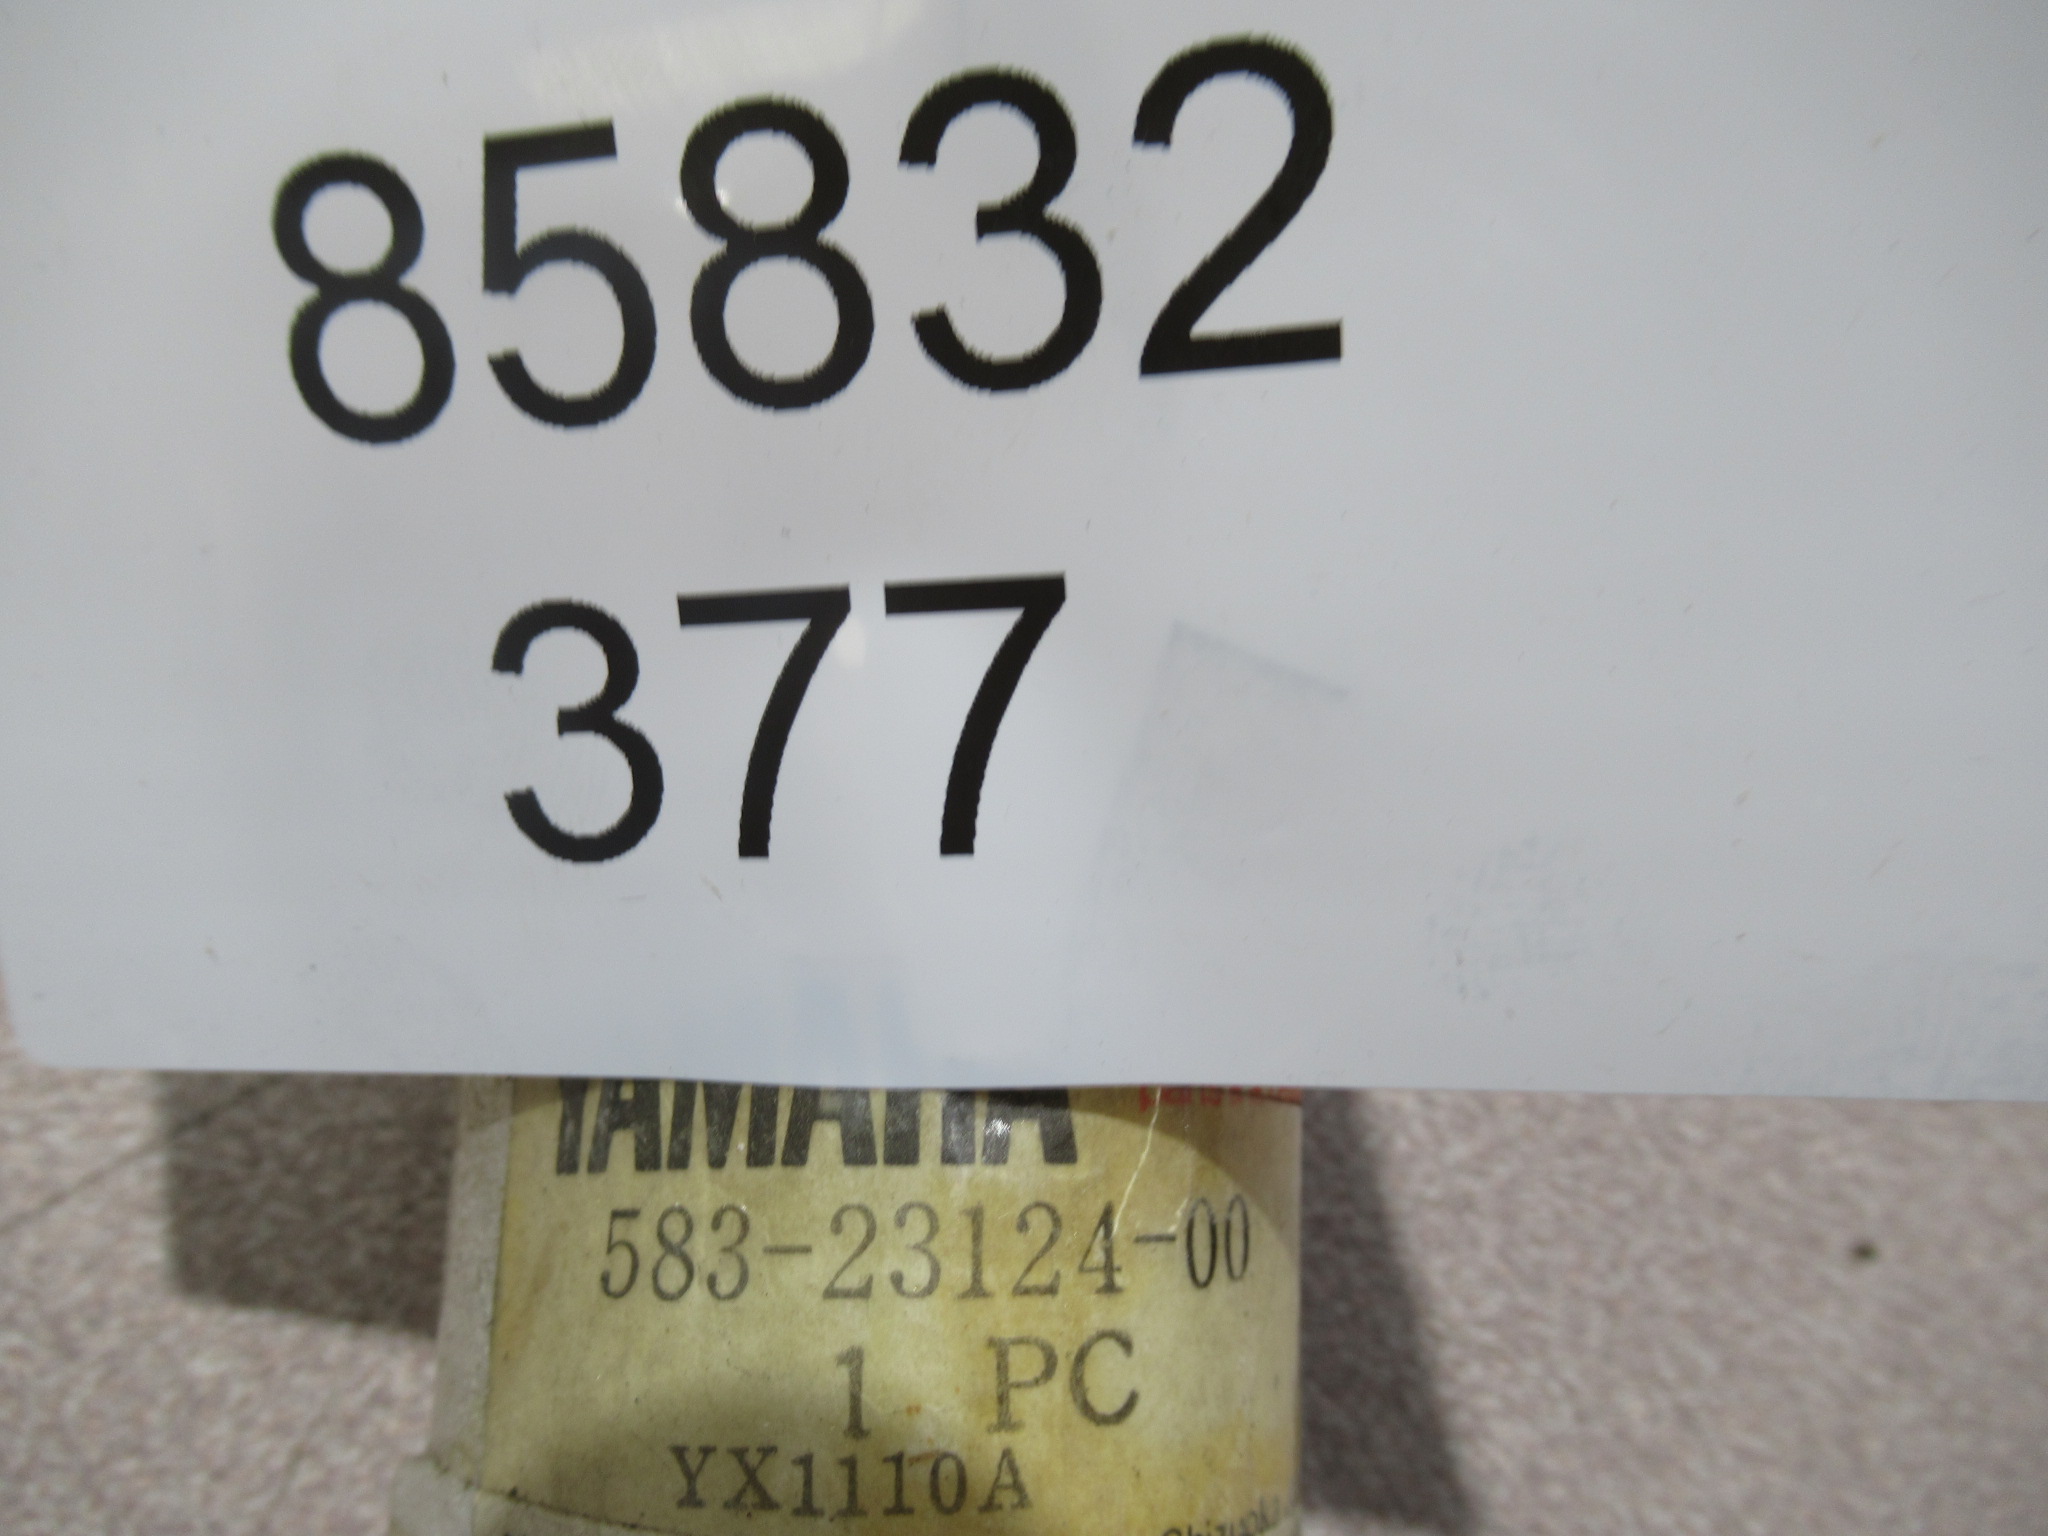 85832
377
YAMAHA
583-23124-00
1 PC
YX1110A